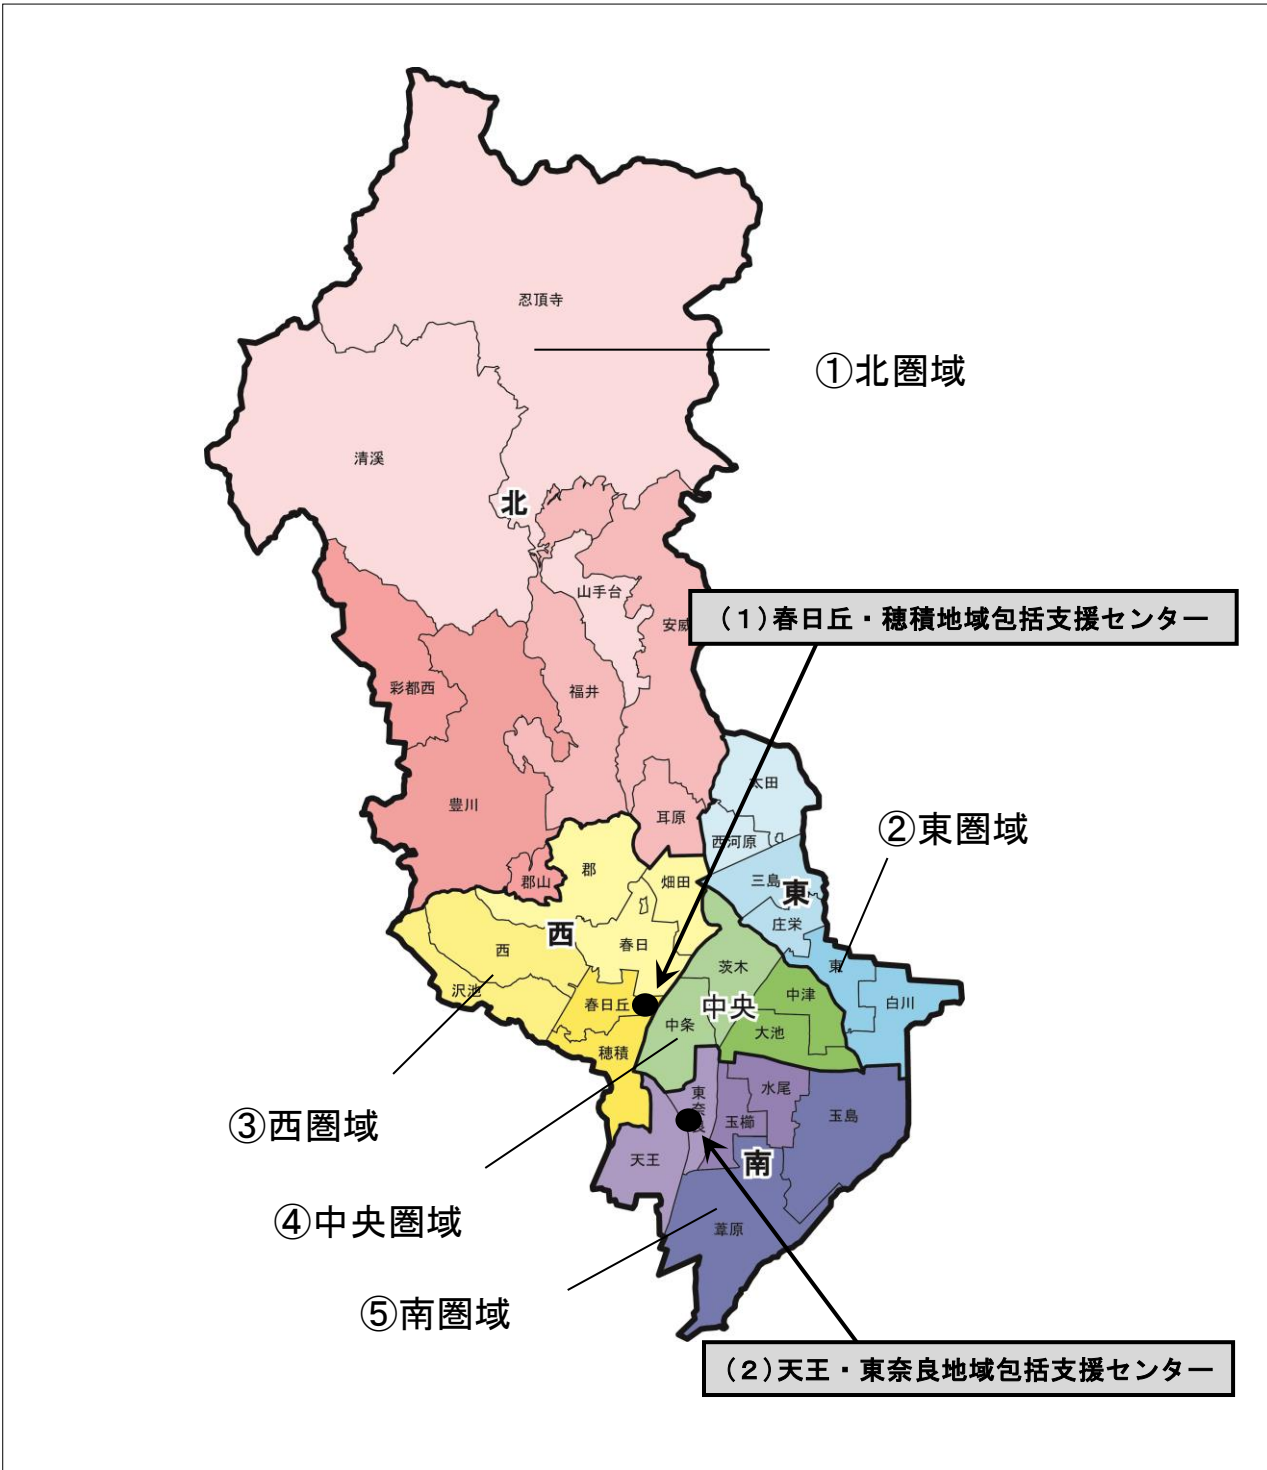 忍頂寺
①北圏域
清溪
北
山手台
(1)春日丘・穂積地域包括支援センター
安威
彩都西
福井
太田
豊川
耳原
②東圏域
西河原
郡
畑田
三島
郡山
東
庄栄
西
春日
西
茨木
東
沢池
春日丘
中央
中津
白川
中条
大池
穂積
水尾
東奈良
玉櫛
玉島
③西圏域
天王
南
④中央圏域
葦原
⑤南圏域
(2)天王・東奈良地域包括支援センター